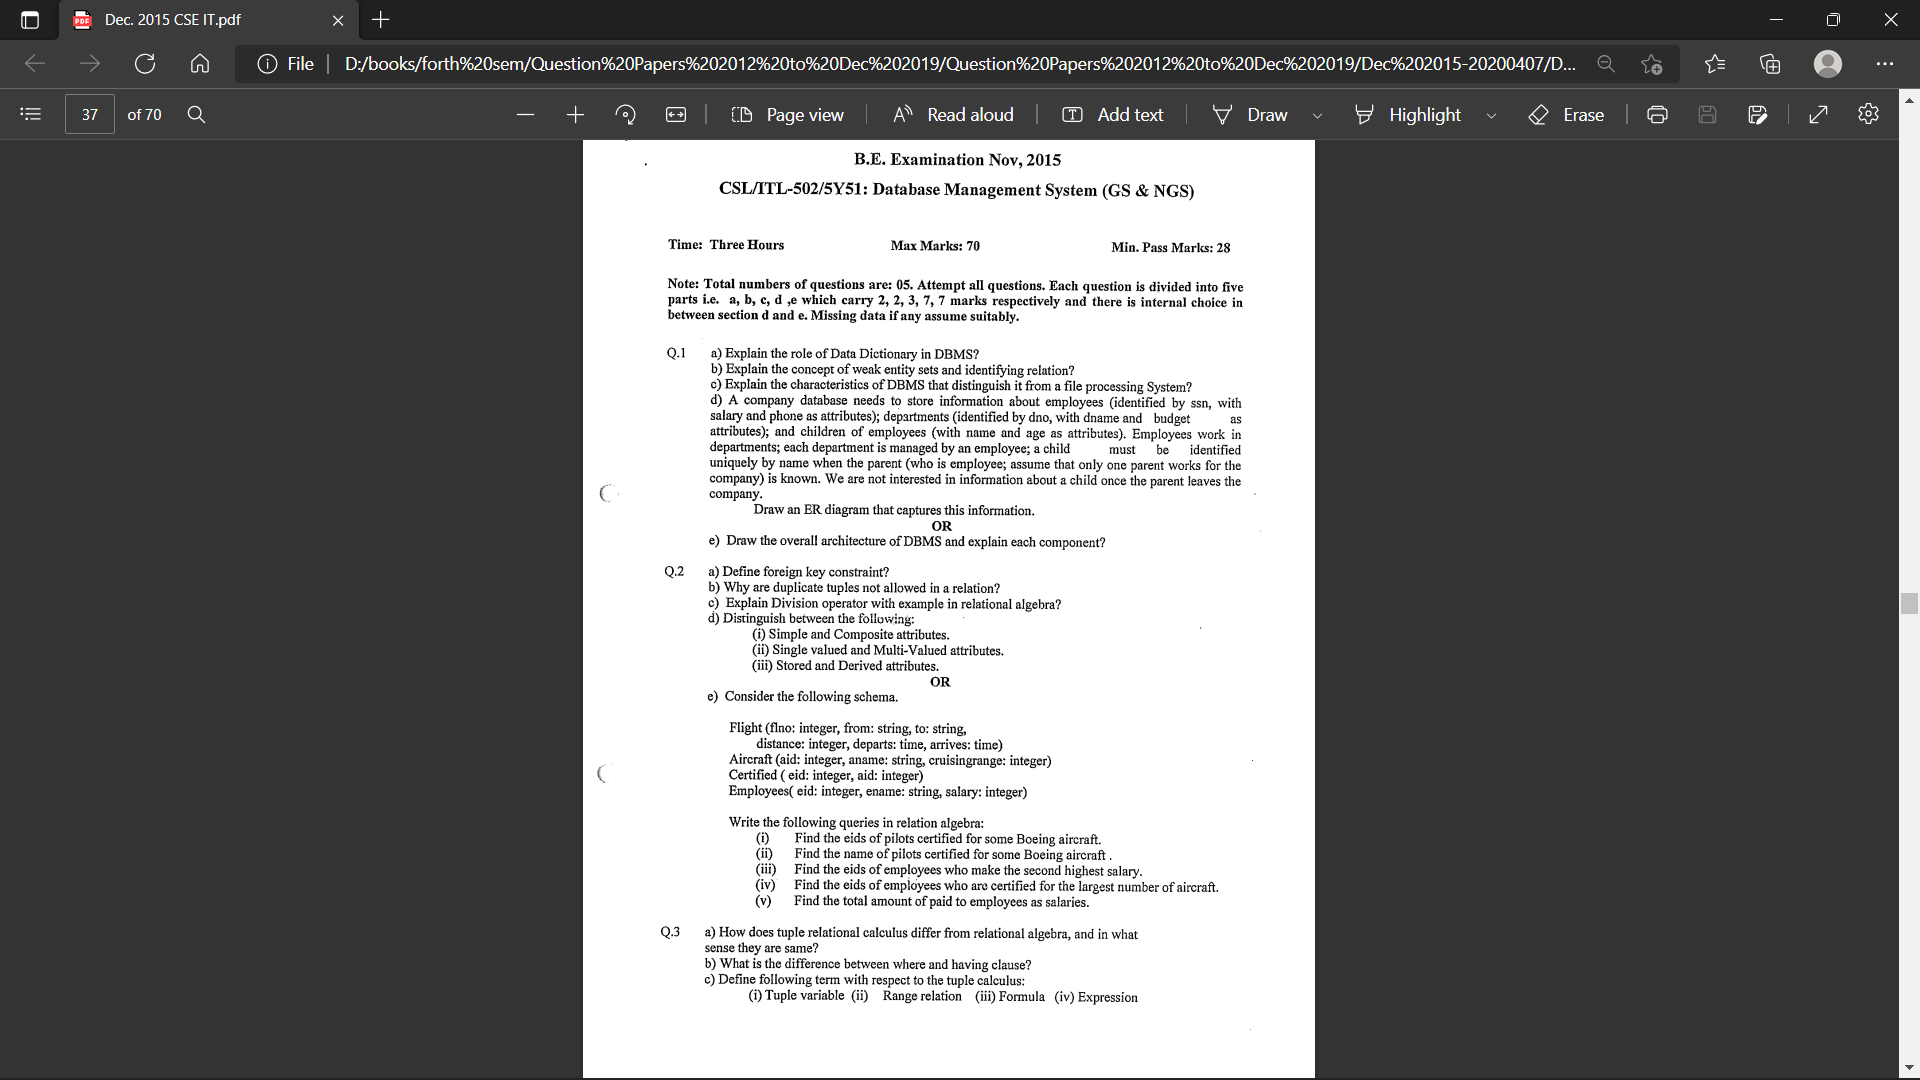 Dec. 2015 CSE IT.pdf
File
D:/books/forth%20sem/Question%20Papers%202012%20to%20Dec%202019/Question%20Papers%202012%20to%20Dec%202019/Dec%202015-20200407/D...
37 of 70
Page view
Read aloud
Add text
Draw
Highlight
Erase
B.E. Examination Nov, 2015
CSL/ITL-502/5Y51: Database Management System (GS & NGS)
Time: Three Hours Max Marks: 70 Min. Pass Marks: 28
Note: Total numbers of questions are: 05. Attempt all questions. Each question is divided into five
parts i.e. a, b, c, d ,e which carry 2, 2, 3, 7, 7 marks respectively and there is internal choice in
between section d and e. Missing data if any assume suitably.
Q.1 a) Explain the role of Data Dictionary in DBMS?
b) Explain the concept of weak entity sets and identifying relation?
c) Explain the characteristics of DBMS that distinguish it from a file processing System?
d) A company database needs to store information about employees (identified by ssn, with
salary and phone as attributes); departments (identified by dno, with dname and budget as
attributes); and children of employees (with name and age as attributes). Employees work in
departments; each department is managed by an employee; a child must be identified
uniquely by name when the parent (who is employee; assume that only one parent works for the
company) is known. We are not interested in information about a child once the parent leaves the
company.
Draw an ER diagram that captures this information.
OR
e) Draw the overall architecture of DBMS and explain each component?
Q.2 a) Define foreign key constraint?
b) Why are duplicate tuples not allowed in a relation?
c) Explain Division operator with example in relational algebra?
d) Distinguish between the following:
(i) Simple and Composite attributes.
(ii) Single valued and Multi-Valued attributes.
(iii) Stored and Derived attributes.
OR
e) Consider the following schema.
Flight (flno: integer, from: string, to: string,
distance: integer, departs: time, arrives: time)
Aircraft (aid: integer, aname: string, cruisingrange: integer)
Certified ( eid: integer, aid: integer)
Employees( eid: integer, ename: string, salary: integer)
Write the following queries in relation algebra:
(i) Find the eids of pilots certified for some Boeing aircraft.
(ii) Find the name of pilots certified for some Boeing aircraft .
(iii) Find the eids of employees who make the second highest salary.
(iv) Find the eids of employees who are certified for the largest number of aircraft.
(v) Find the total amount of paid to employees as salaries.
Q.3 a) How does tuple relational calculus differ from relational algebra, and in what
sense they are same?
b) What is the difference between where and having clause?
c) Define following term with respect to the tuple calculus:
(i) Tuple variable (ii) Range relation (iii) Formula (iv) Expression